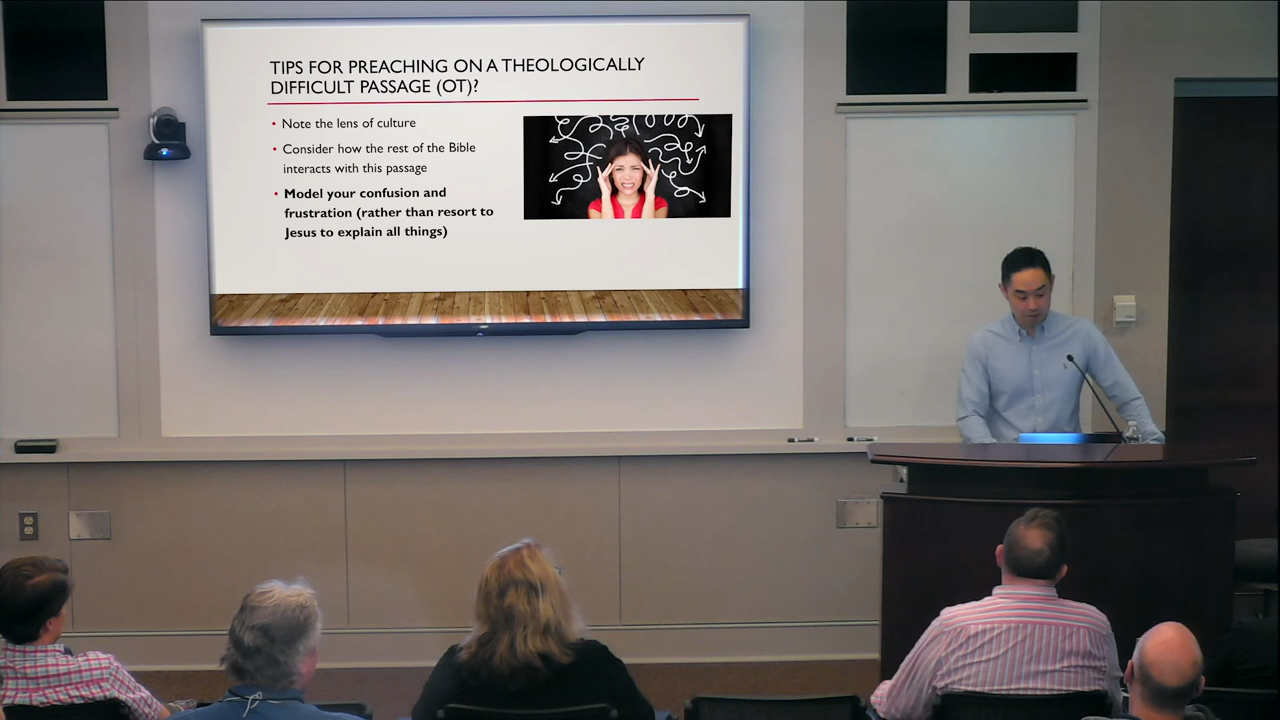 TIPS FOR PREACHING ON A THEOLOGICALLY
DIFFICULT PASSAGE (OT)?
• Note the lens of culture
• Consider how the rest of the Bible
interacts with this passage
• Model your confusion and
frustration (rather than resort to
Jesus to explain all things)